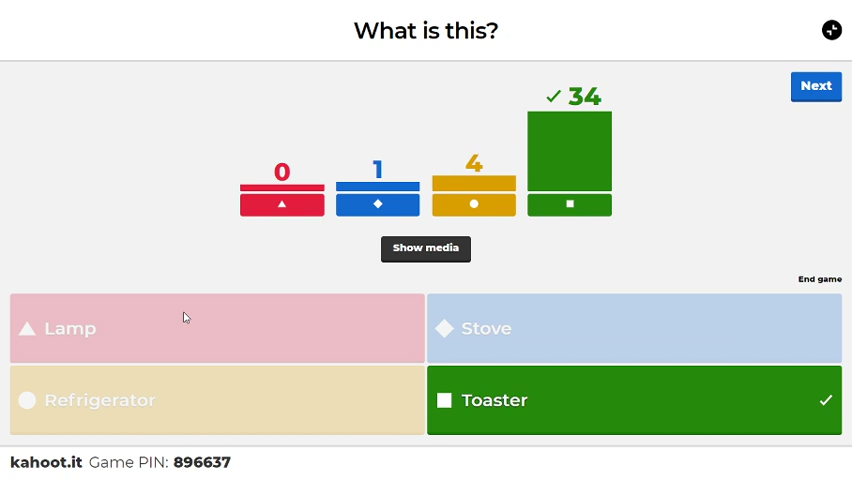 What is this?
Next
34
0
1
4
Show media
End game
Lamp
Stove
Refrigerator
Toaster
kahoot.it Game PIN: 896637